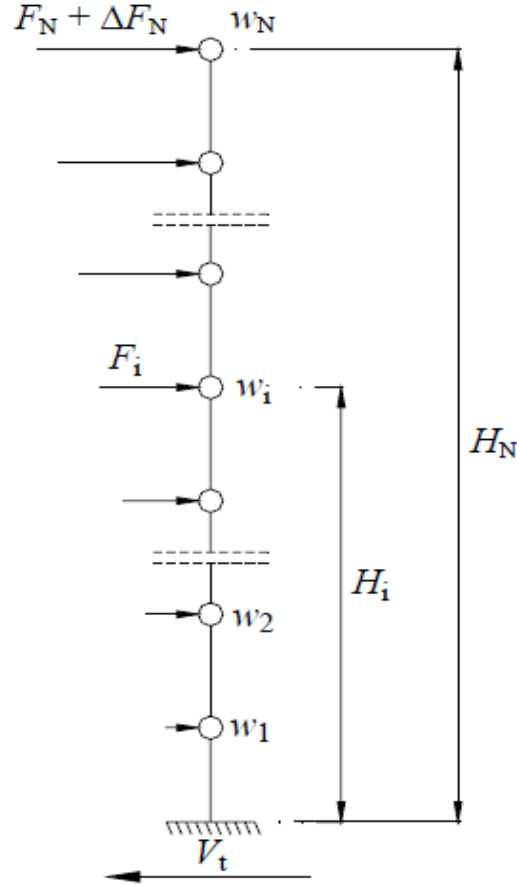 F_N + ΔF_N w_N
F_i w_i
H_N
H_i
w_2
w_1
V_t